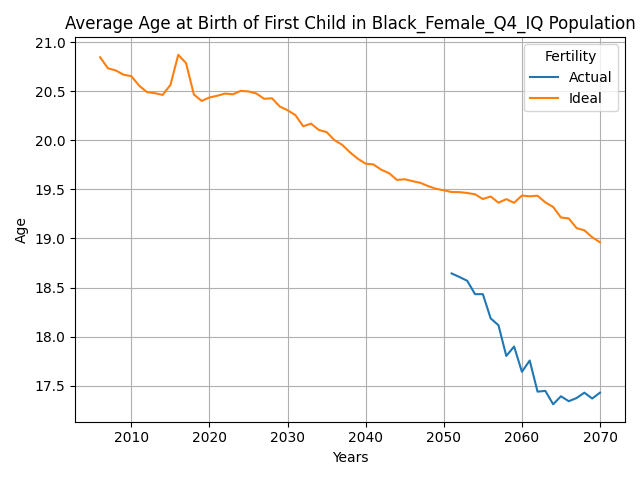 Average Age at Birth of First Child in Black_Female_Q4_IQ Population
Fertility
Actual
Ideal
Age
21.0
20.5
20.0
19.5
19.0
18.5
18.0
17.5
2010
2020
2030
2040
2050
2060
2070
Years